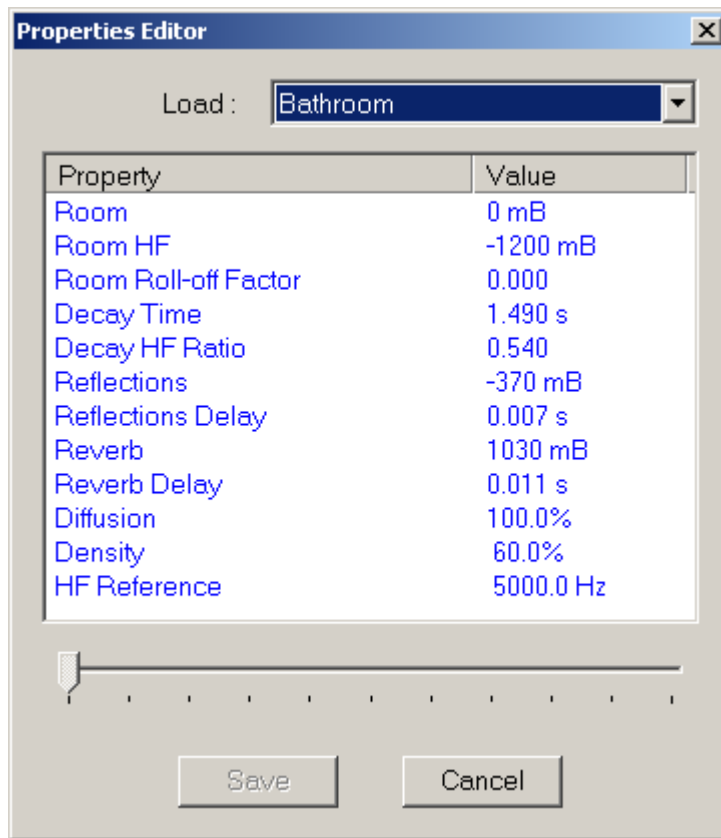 Properties Editor
Load : Bathroom
Property Value
Room 0 mB
Room HF -1200 mB
Room Roll-off Factor 0.000
Decay Time 1.490 s
Decay HF Ratio 0.540
Reflections -370 mB
Reflections Delay 0.007 s
Reverb 1030 mB
Reverb Delay 0.011 s
Diffusion 100.0%
Density 60.0%
HF Reference 5000.0 Hz
Save Cancel